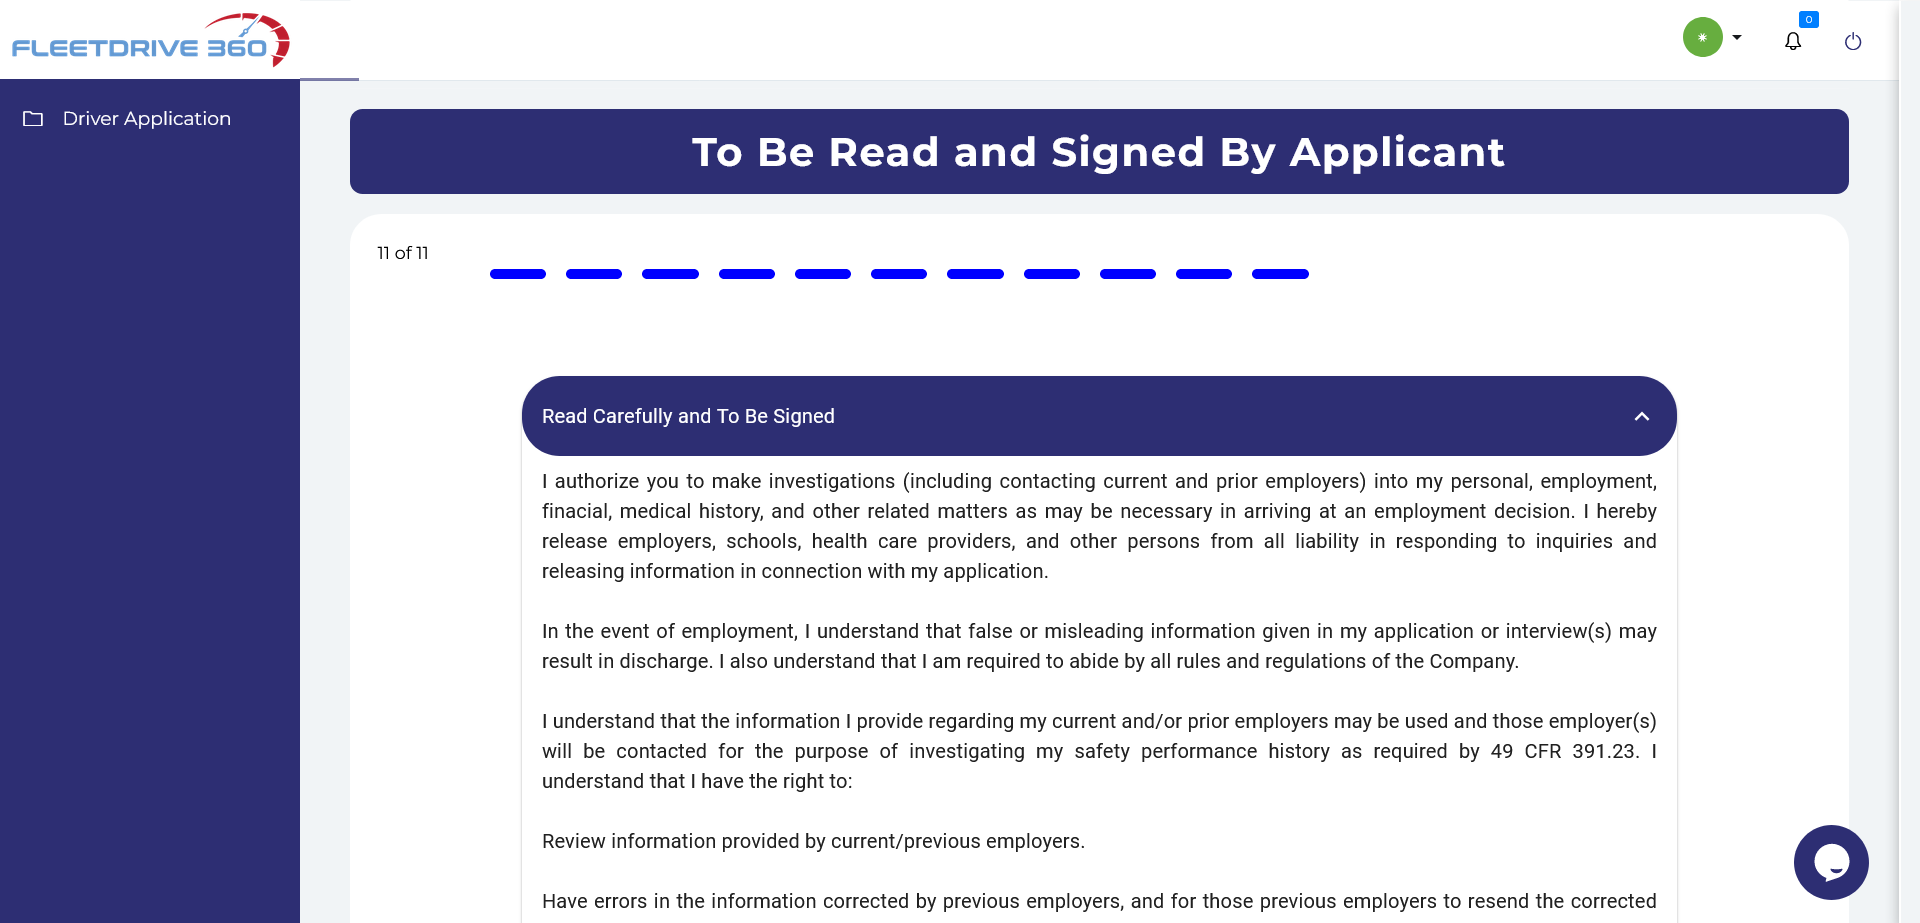 FLEETDRIVE 360
0
Driver Application
To Be Read and Signed By Applicant
11 of 11
Read Carefully and To Be Signed
I authorize you to make investigations (including contacting current and prior employers) into my personal, employment,
finacial, medical history, and other related matters as may be necessary in arriving at an employment decision. I hereby
release employers, schools, health care providers, and other persons from all liability in responding to inquiries and
releasing information in connection with my application.
In the event of employment, I understand that false or misleading information given in my application or interview(s) may
result in discharge. I also understand that I am required to abide by all rules and regulations of the Company.
I understand that the information I provide regarding my current and/or prior employers may be used and those employer(s)
will be contacted for the purpose of investigating my safety performance history as required by 49 CFR 391.23. I
understand that I have the right to:
Review information provided by current/previous employers.
Have errors in the information corrected by previous employers, and for those previous employers to resend the corrected